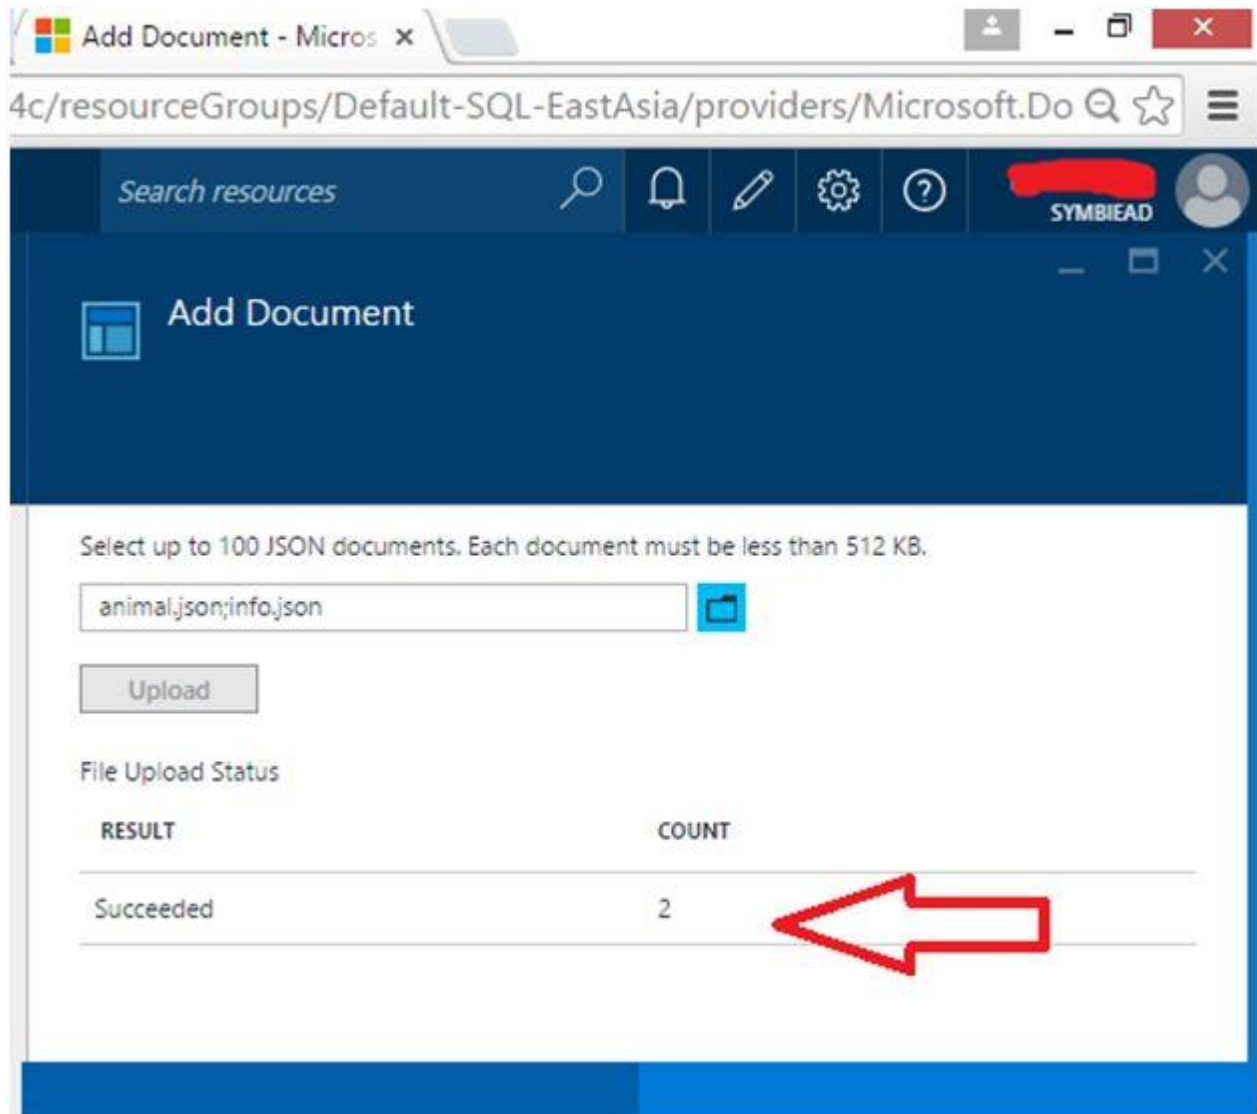 Add Document - Micros
4c/resourceGroups/Default-SQL-EastAsia/providers/Microsoft.Do
Search resources
SYMBIEAD
Add Document
Select up to 100 JSON documents. Each document must be less than 512 KB.
animal.json;info.json
Upload
File Upload Status
RESULT COUNT
Succeeded 2